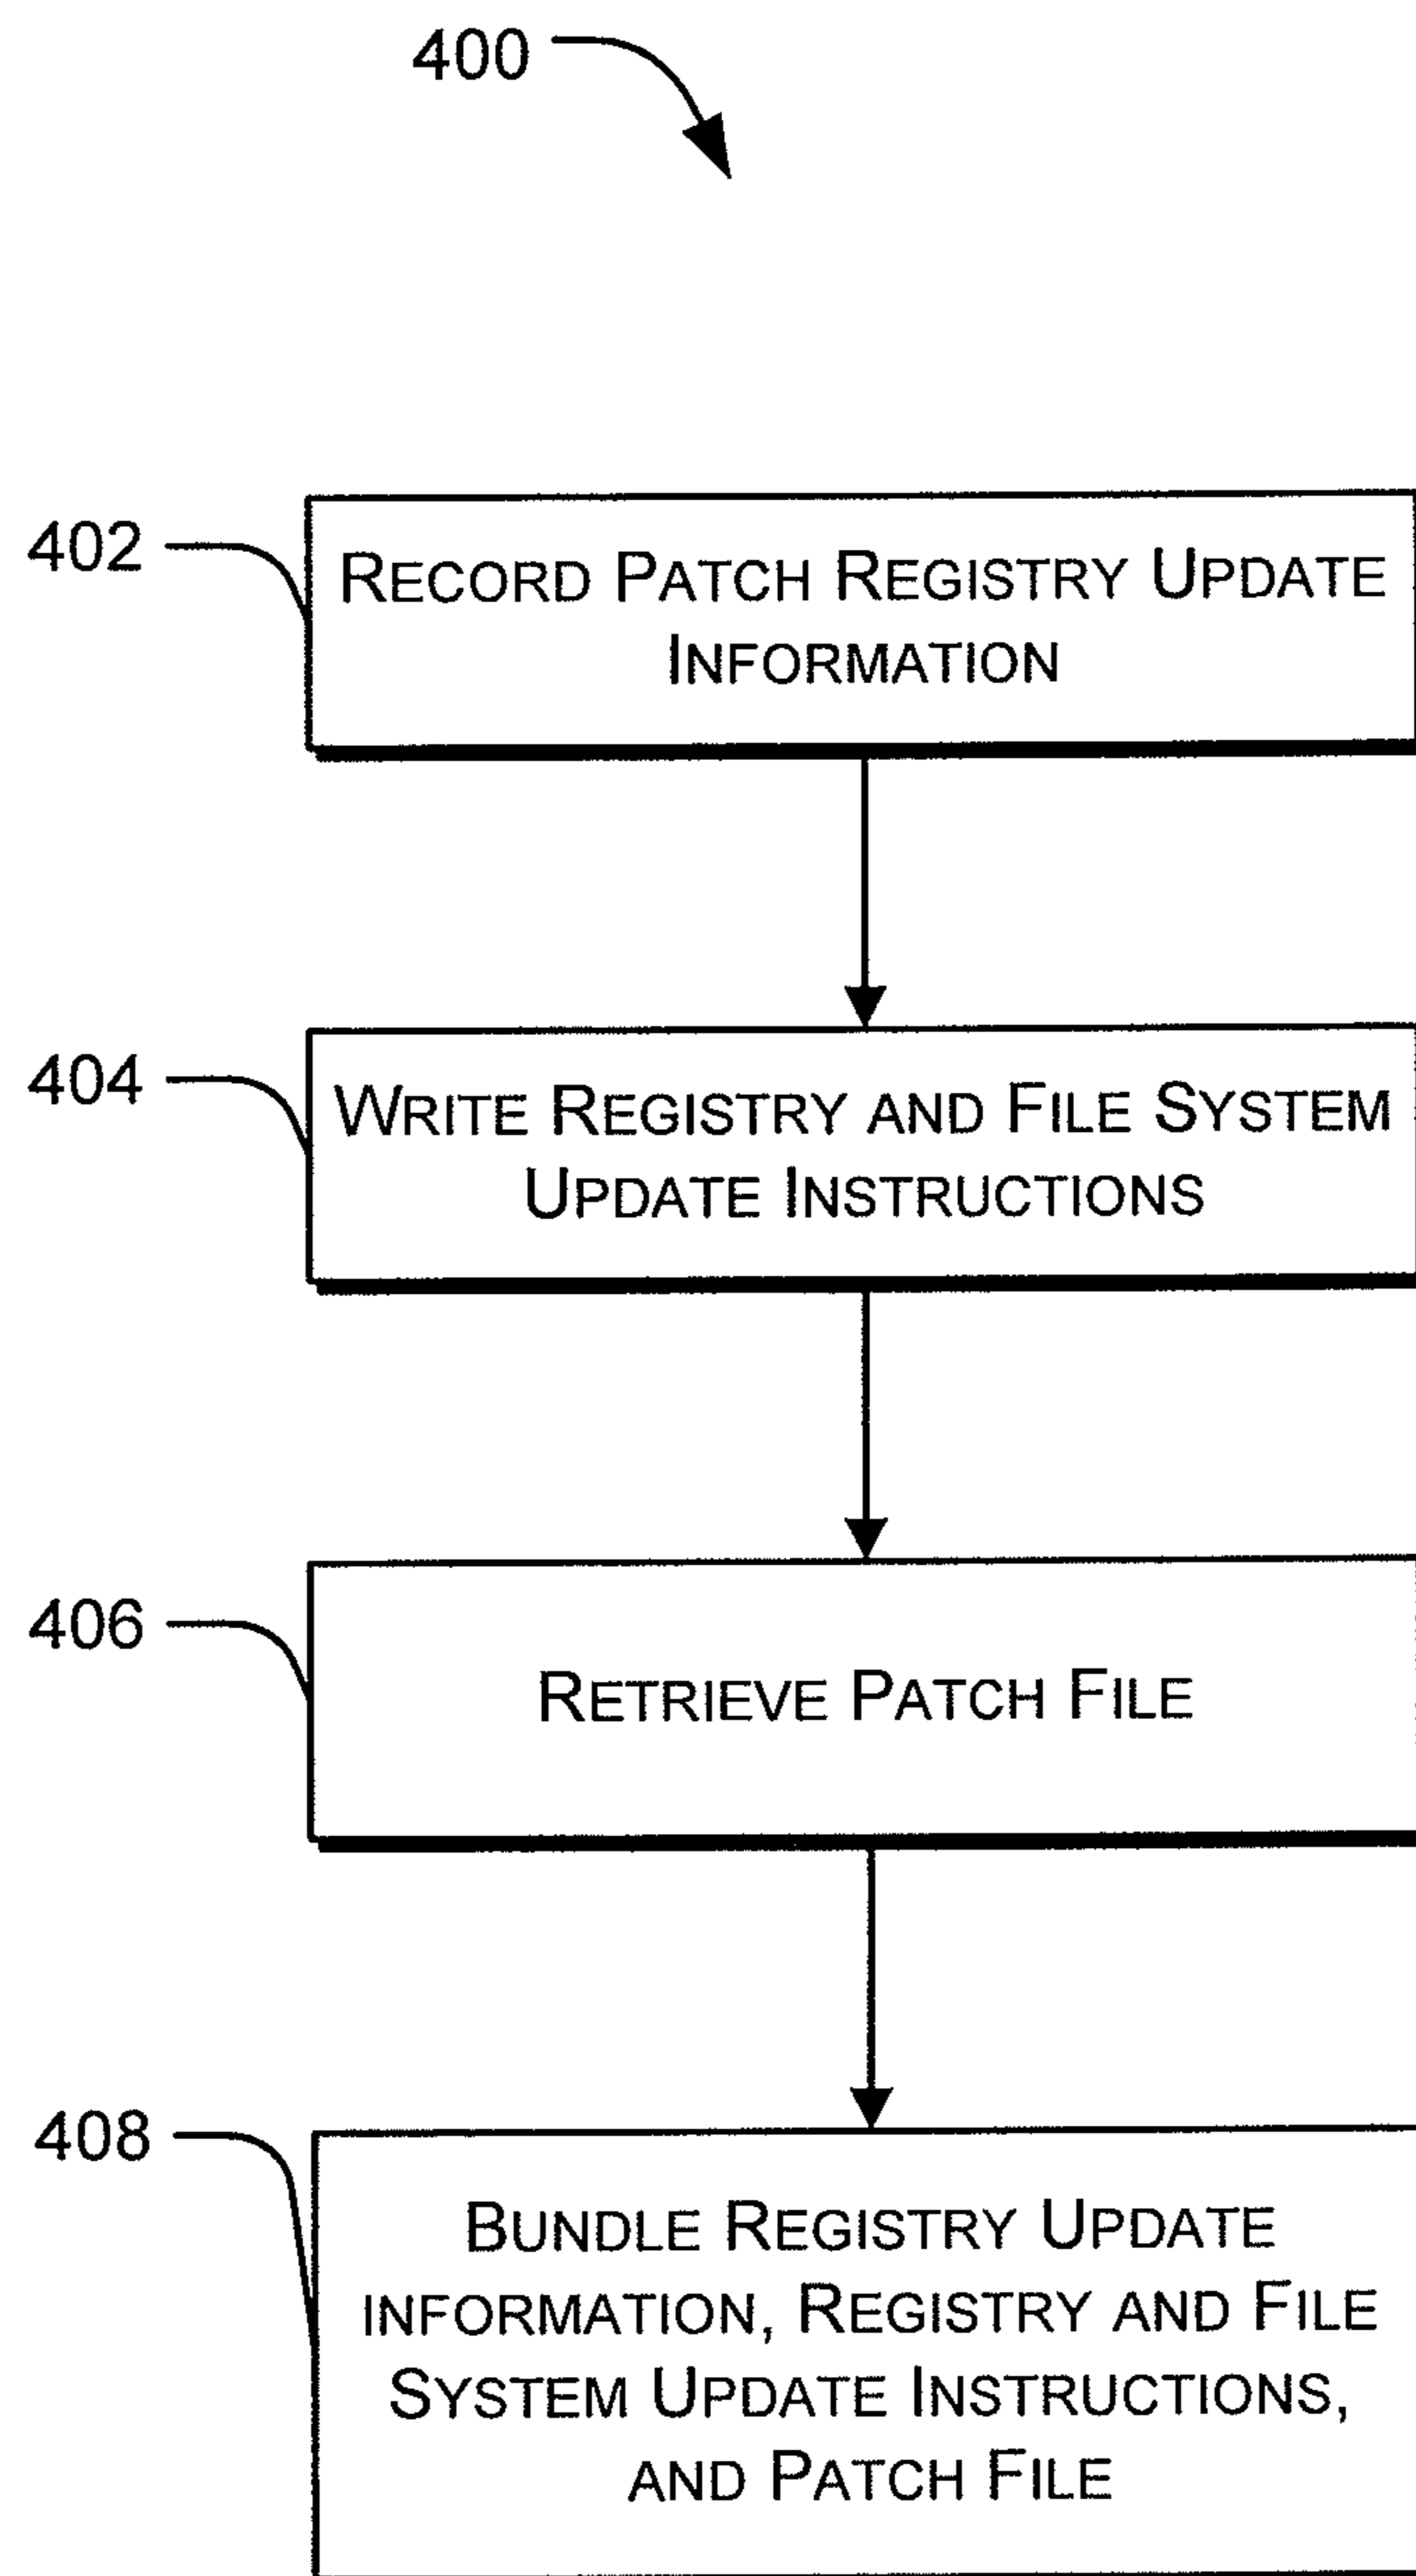 400
402
RECORD PATCH REGISTRY UPDATE
INFORMATION
404
WRITE REGISTRY AND FILE SYSTEM
UPDATE INSTRUCTIONS
406
RETRIEVE PATCH FILE
408
BUNDLE REGISTRY UPDATE
INFORMATION, REGISTRY AND FILE
SYSTEM UPDATE INSTRUCTIONS,
AND PATCH FILE